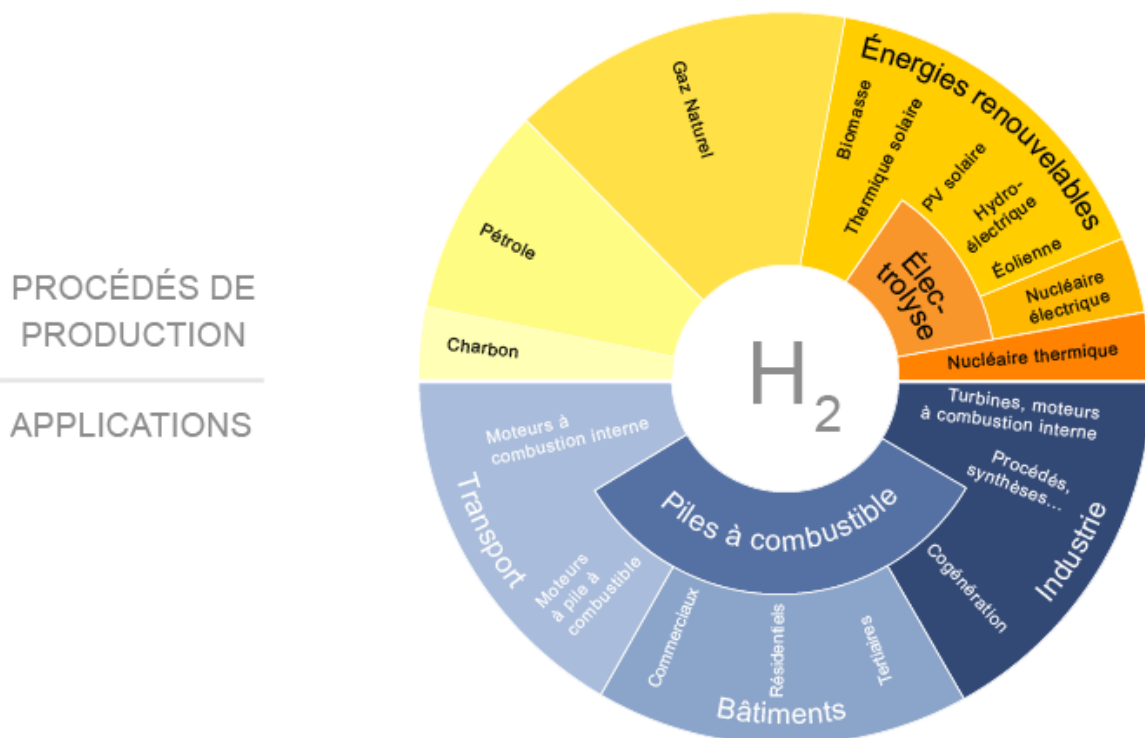 PROCÉDÉS DE
PRODUCTION
APPLICATIONS
Charbon
Pétrole
Gaz Naturel
Énergies renouvelables
Biomasse
Thermique solaire
PV solaire
Hydro-
électrique
Éolienne
Élec-
trolyse
Nucléaire
électrique
Nucléaire thermique
H2
Turbines, moteurs
à combustion interne
Procédés,
synthèses...
Cogénération
Industrie
Piles à combustible
Moteurs à
combustion interne
Transport
Moteurs
à pile à
combustible
Commerciaux
Résidentiels
Tertiaires
Bâtiments